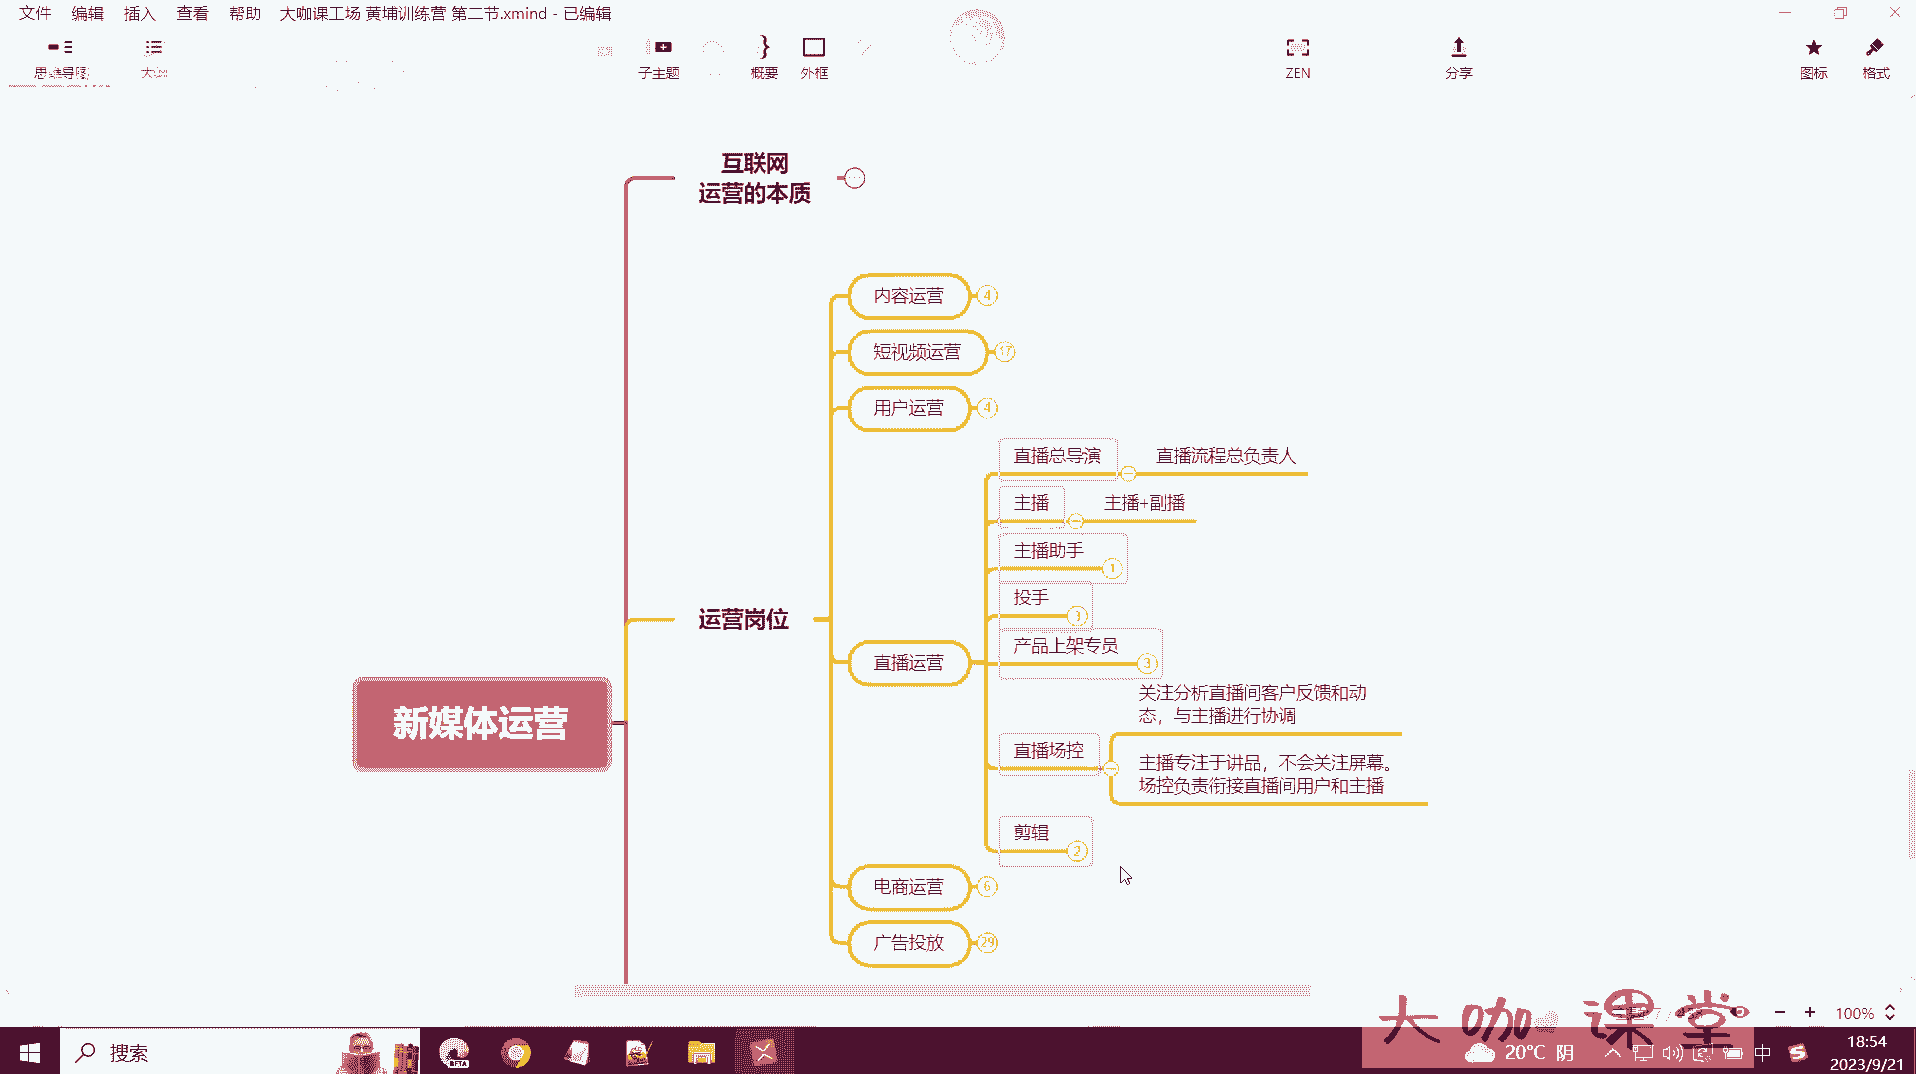 文件 编辑 插入 查看 帮助 大咖课工场 黄埔训练营 第二节.xmind - 已编辑
思维导图
子主题
概要
外框
ZEN
分享
图标
格式
互联网
运营的本质
内容运营 4
短视频运营 17
用户运营 4
直播总导演 直播流程总负责人
主播 主播+副播
主播助手 1
投手
运营岗位
产品上架专员 3
直播运营
关注分析直播间客户反馈和动
态，与主播进行协调
新媒体运营
直播场控
主播专注于讲品，不会关注屏幕。
场控负责衔接直播间用户和主播
剪辑 2
电商运营 6
广告投放 29
大咖课堂
100%
搜索
BETA
20°C 阴
中
18:54
2023/9/21